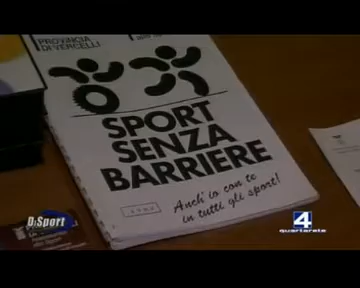 PROVINCIA
DI VERCELLI
SPORT
SENZA
BARRIERE
Anch'io con te
in tutti gli sport!
D Sport
4
quartarete